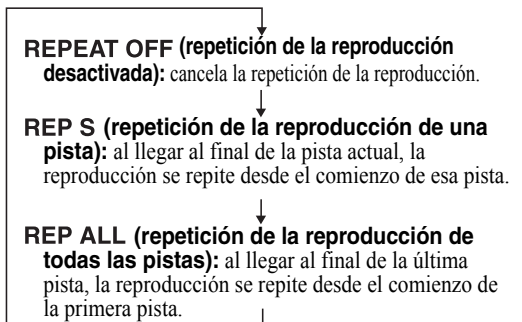 REPEAT OFF (repetición de la reproducción
desactivada): cancela la repetición de la reproducción.
REP S (repetición de la reproducción de una
pista): al llegar al final de la pista actual, la
reproducción se repite desde el comienzo de esa pista.
REP ALL (repetición de la reproducción de
todas las pistas): al llegar al final de la última
pista, la reproducción se repite desde el comienzo de
la primera pista.